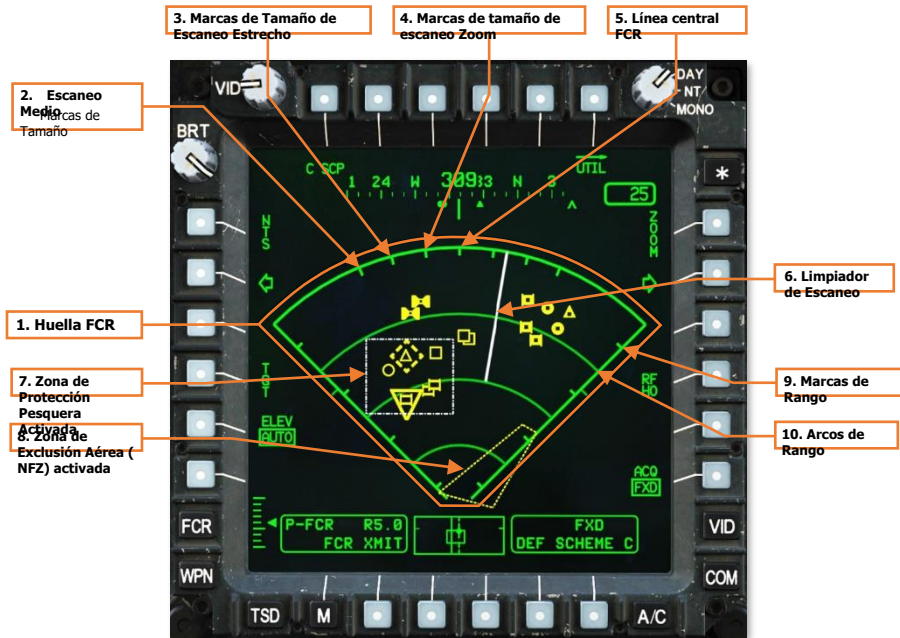 3. Marcas de Tamaño de
Escaneo Estrecho
4. Marcas de tamaño de
escaneo Zoom
5. Línea central
FCR
2. Escaneo
Medio
Marcas de
Tamaño
1. Huella FCR
7. Zona de
Protección
Pesquera
Activada
8. Zona de
Exclusión Aérea (
NFZ) activada
6. Limpiador
de Escaneo
9. Marcas de
Rango
10. Arcos de
Rango
VID
DAY
NT
MONO
BRT
*
C SCP
UTIL
1 24 W 309 33 N 3
25
NTS
ZOOM
TGT
RF
HO
ELEV
AUTO
ACQ
FXD
P-FCR R5.0
FCR XMIT
FXD
DEF SCHEME C
FCR
VID
WPN
COM
TSD
M
A/C